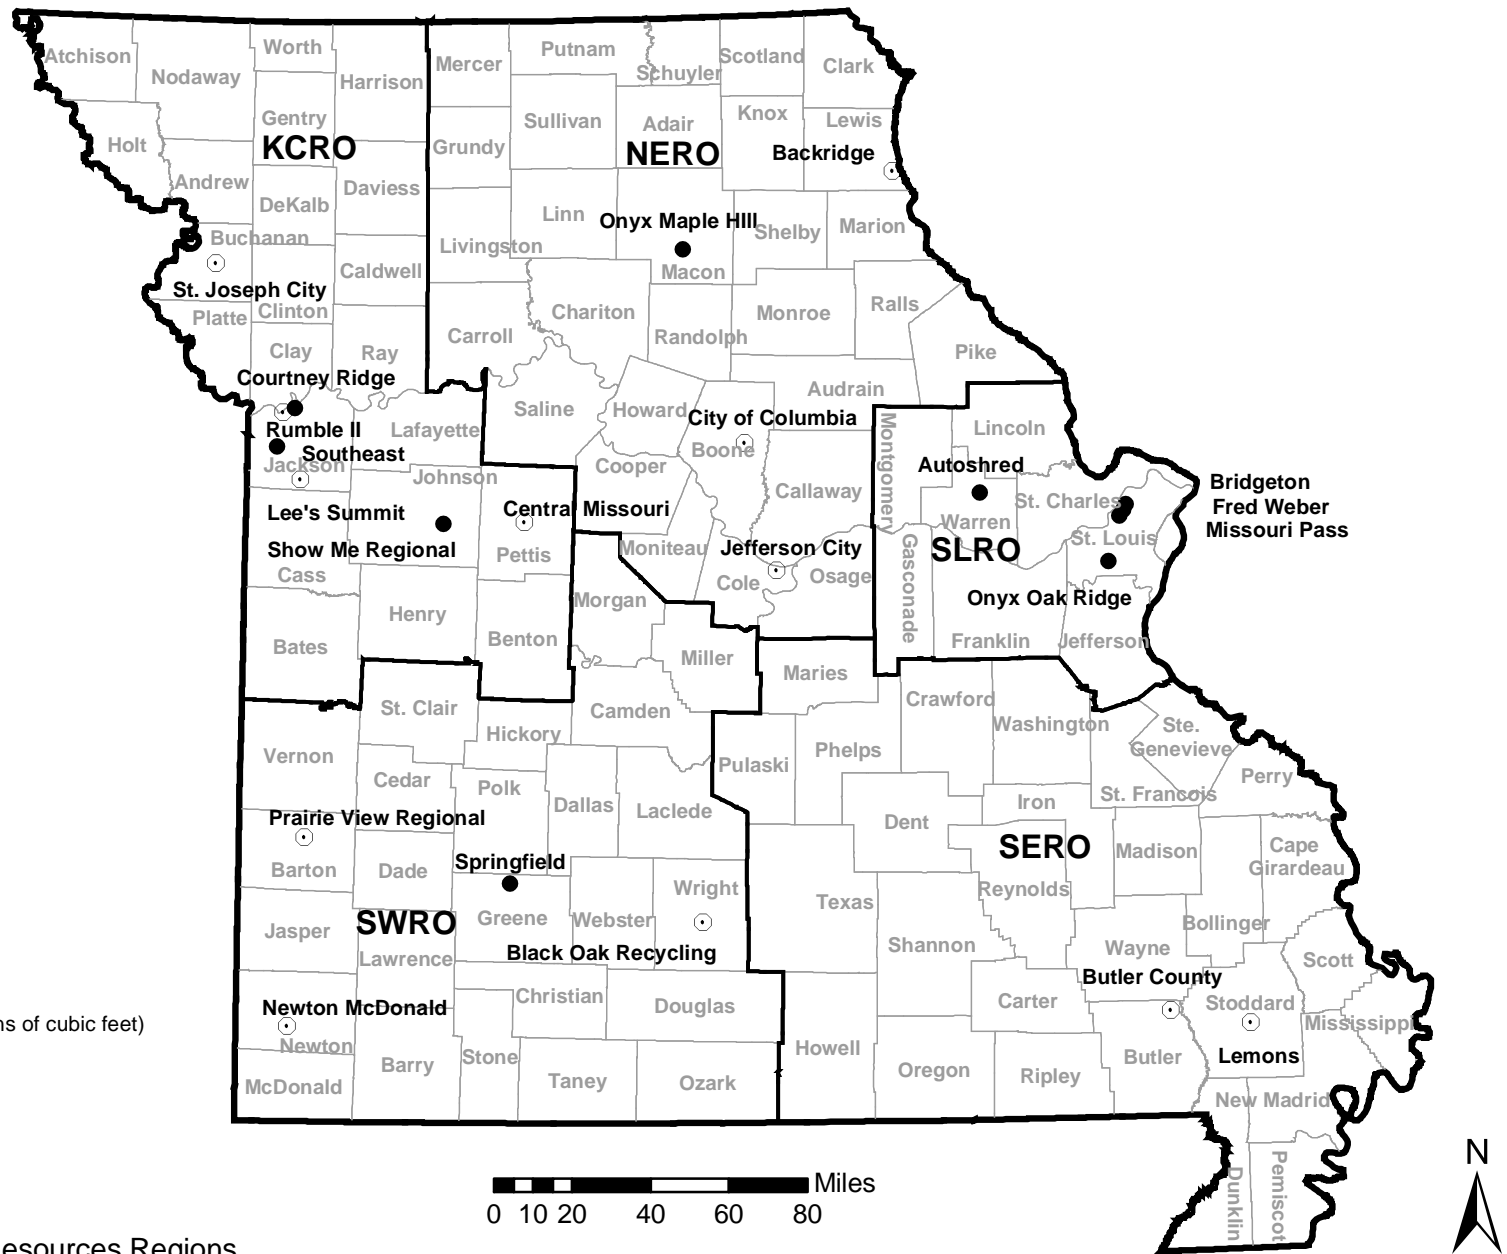 Atchison
Nodaway
Worth
Harrison
Mercer
Putnam
Schuyler
Scotland
Clark
Holt
Gentry
KCRO
Grundy
Sullivan
Adair
NERO
Knox
Lewis
Backridge
Andrew
DeKalb
Daviess
Linn
Onyx Maple HIll
Shelby
Marion
Buchanan
Livingston
Macon
Caldwell
St. Joseph City
Platte
Clinton
Carroll
Chariton
Randolph
Monroe
Ralls
Clay
Ray
Pike
Courtney Ridge
Audrain
Saline
Howard
City of Columbia
Rumble II
Lafayette
Boone
Montgomery
Lincoln
Jackson
Southeast
Johnson
Cooper
Callaway
Autoshred
St. Charles
Bridgeton
Fred Weber
Missouri Pass
Lee's Summit
Central Missouri
Warren
St. Louis
Show Me Regional
Pettis
Moniteau
Jefferson City
Gasconade
SLRO
Cass
Cole
Osage
Onyx Oak Ridge
Henry
Morgan
Bates
Benton
Miller
Franklin
Jefferson
Maries
St. Clair
Camden
Crawford
Washington
Hickory
Vernon
Pulaski
Phelps
Ste.
Genevieve
Cedar
Polk
Dallas
Laclede
Iron
St. Francois
Perry
Prairie View Regional
Dent
SERO
Madison
Cape
Girardeau
Barton
Dade
Springfield
Wright
Texas
Reynolds
Jasper
SWRO
Greene
Webster
Bollinger
Lawrence
Black Oak Recycling
Shannon
Wayne
Scott
Butler County
Newton McDonald
Christian
Douglas
Carter
Stoddard
Mississippi
ns of cubic feet)
Newton
Barry
Stone
Howell
Butler
Lemons
McDonald
Taney
Ozark
Oregon
Ripley
New Madrid
Dunklin
Pemiscot
Miles
0 10 20 40 60 80
N
esources Regions